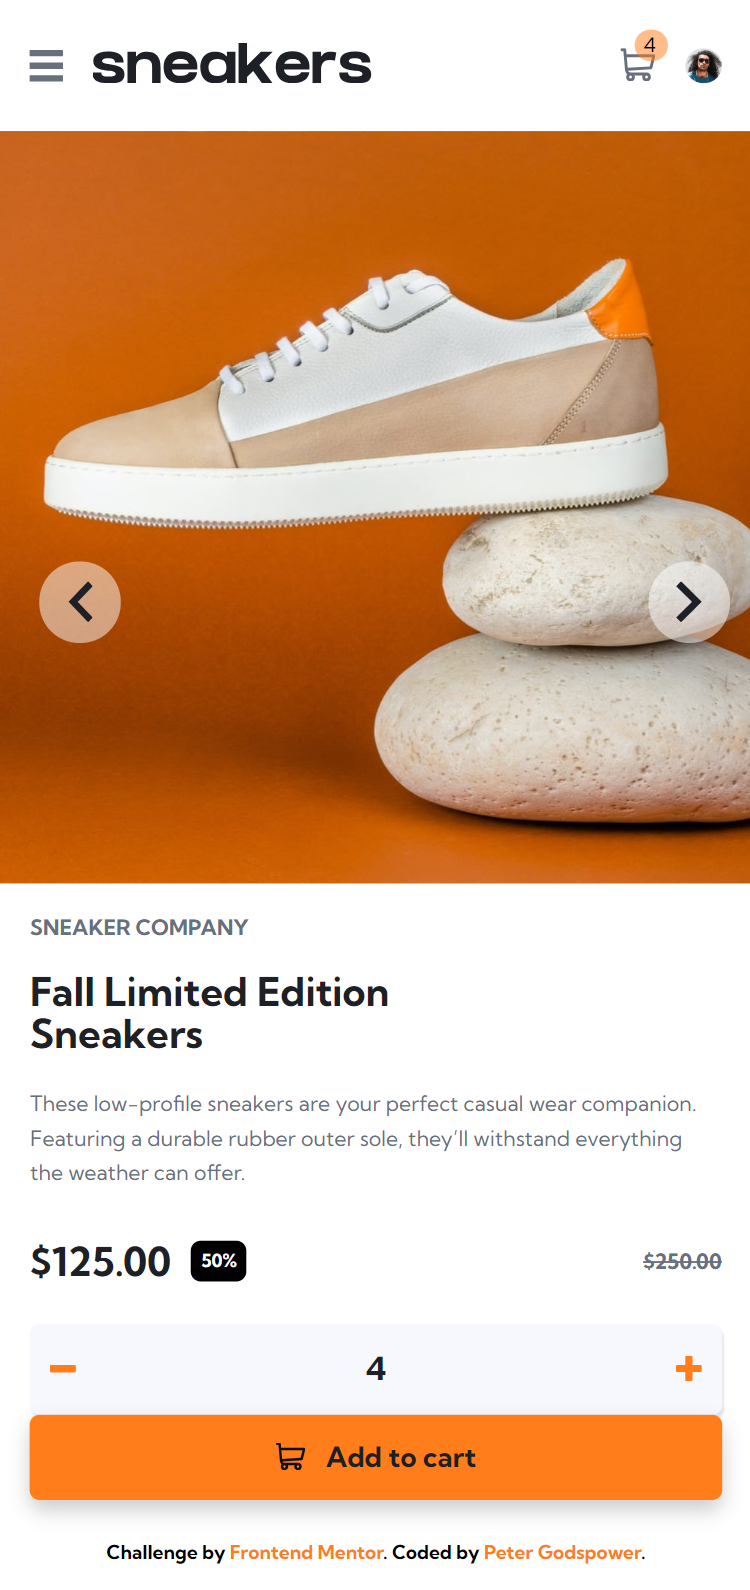 sneakers
4
SNEAKER COMPANY
Fall Limited Edition
Sneakers
These low-profile sneakers are your perfect casual wear companion.
Featuring a durable rubber outer sole, they’ll withstand everything
the weather can offer.
$125.00 50% $250.00
4
Add to cart
Challenge by Frontend Mentor. Coded by Peter Godspower.